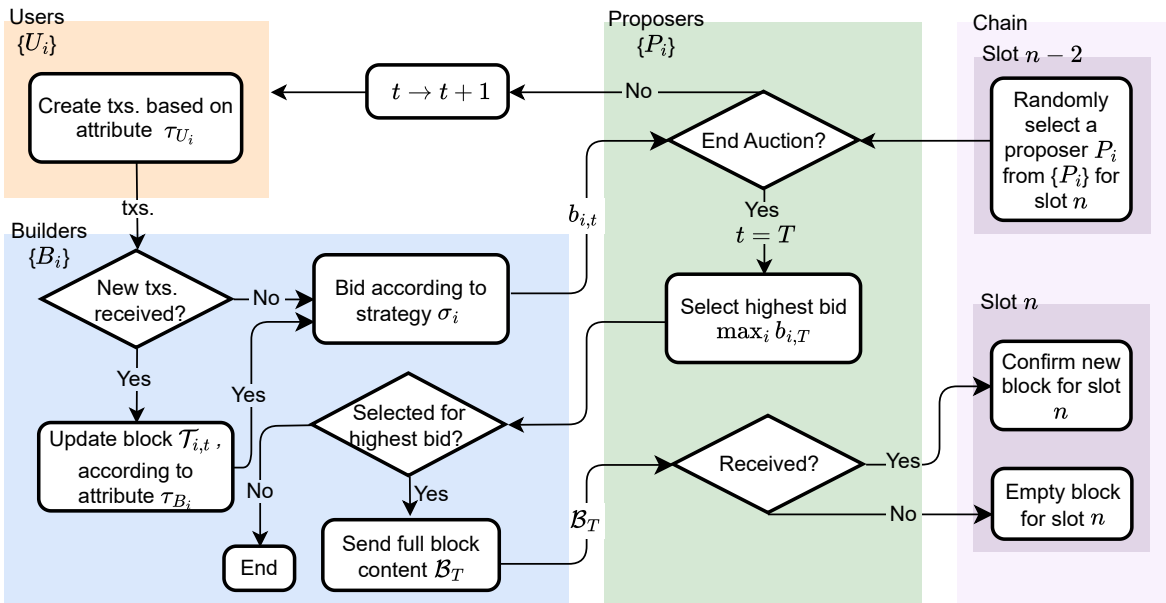 Users
{U_i}
Create txs. based on
attribute τ_{U_i}
txs.
t → t + 1
No
Proposers
{P_i}
End Auction?
Yes
t = T
Select highest bid
max_i b_{i,T}
Chain
Slot n − 2
Randomly
select a
proposer P_i
from {P_i} for
slot n
Builders
{B_i}
New txs.
received?
No
Yes
Update block 𝒯_{i,t} ,
according to
attribute τ_{B_i}
Yes
Bid according to
strategy σ_i
b_{i,t}
Selected for
highest bid?
No
End
Yes
Send full block
content ℬ_T
ℬ_T
Received?
Yes
No
Slot n
Confirm new
block for slot
n
Empty block
for slot n